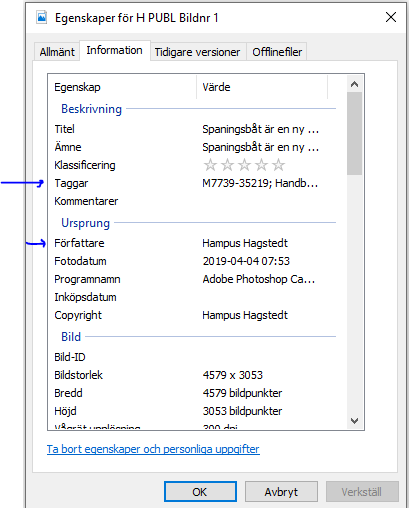 Egenskaper för H PUBL Bildnr 1
Allmänt Information Tidigare versioner Offlinefiler
Egenskap Värde
Beskrivning
Titel Spaningsbåt är en ny ...
Ämne Spaningsbåt är en ny ...
Klassificering
Taggar M7739-35219; Handb...
Kommentarer
Ursprung
Författare Hampus Hagstedt
Fotodatum 2019-04-04 07:53
Programnamn Adobe Photoshop Ca...
Inköpsdatum
Copyright Hampus Hagstedt
Bild
Bild-ID
Bildstorlek 4579 x 3053
Bredd 4579 bildpunkter
Höjd 3053 bildpunkter
Vågrät upplösning 300 dpi
Ta bort egenskaper och personliga uppgifter
OK Avbryt Verkställ